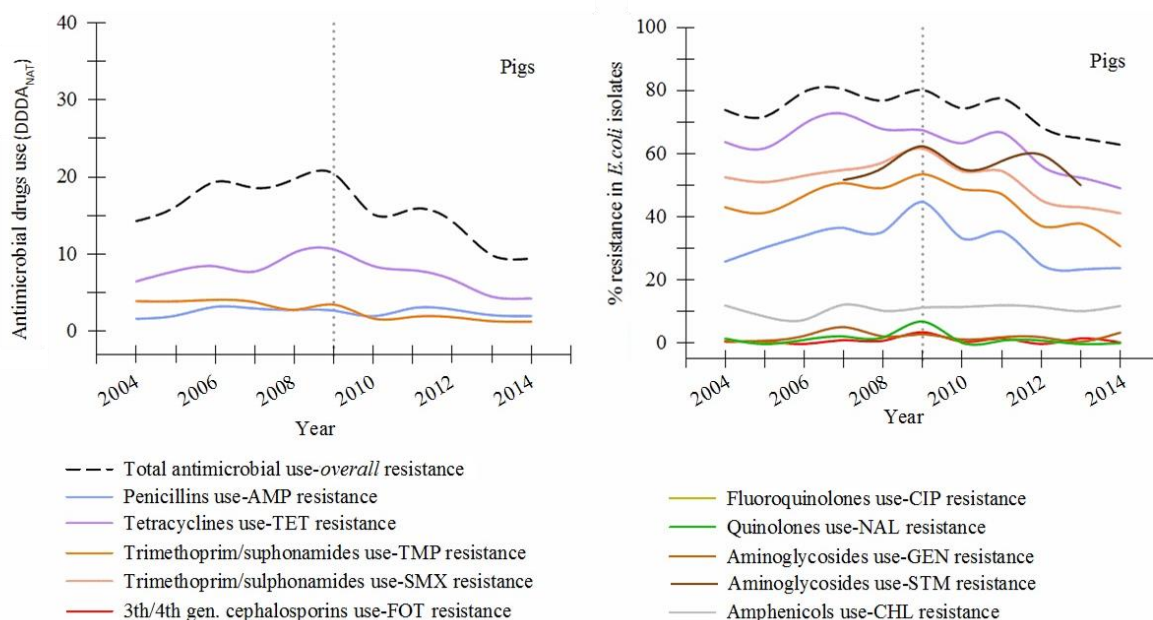 Antimicrobial drugs use (DDDA_NAT)
40
30
20
10
0
Pigs
2004
2006
2008
2010
2012
2014
Year
% resistance in E.coli isolates
100
80
60
40
20
0
Pigs
2004
2006
2008
2010
2012
2014
Year
Total antimicrobial use-overall resistance
Penicillins use-AMP resistance
Tetracyclines use-TET resistance
Trimethoprim/suphonamides use-TMP resistance
Trimethoprim/sulphonamides use-SMX resistance
3th/4th gen. cephalosporins use-FOT resistance
Fluoroquinolones use-CIP resistance
Quinolones use-NAL resistance
Aminoglycosides use-GEN resistance
Aminoglycosides use-STM resistance
Amphenicols use-CHL resistance